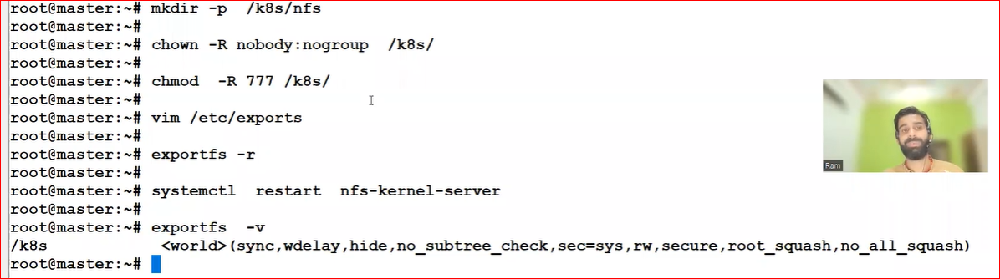 root@master:~# mkdir -p  /k8s/nfs
root@master:~#
root@master:~# chown -R nobody:nogroup  /k8s/
root@master:~#
root@master:~# chmod  -R 777 /k8s/
root@master:~#
root@master:~# vim /etc/exports
root@master:~#
root@master:~# exportfs -r
root@master:~#
root@master:~# systemctl  restart  nfs-kernel-server
root@master:~#
root@master:~# exportfs  -v
/k8s            <world>(sync,wdelay,hide,no_subtree_check,sec=sys,rw,secure,root_squash,no_all_squash)
root@master:~#
Ram